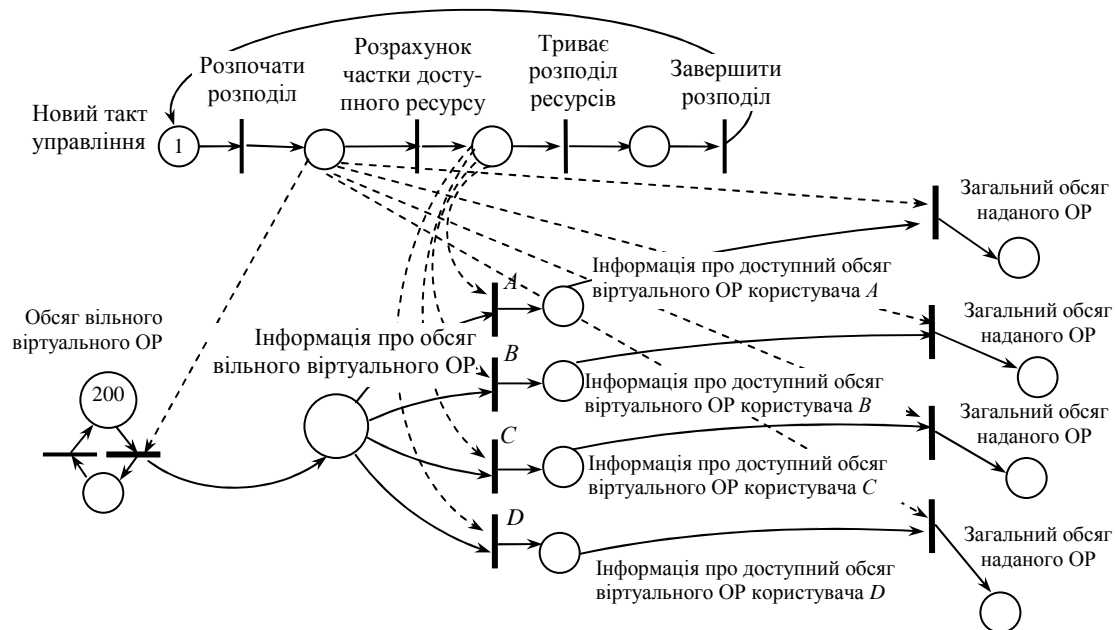 Новий такт
управління
1
Розпочати
розподіл
Розрахунок
частки досту-
пного ресурсу
Триває
розподіл
ресурсів
Завершити
розподіл
Загальний обсяг
наданого ОР
A
Інформація про доступний обсяг
віртуального ОР користувача A
Обсяг вільного
віртуального ОР
200
Інформація про обсяг
вільного віртуального ОР
B
Інформація про доступний обсяг
віртуального ОР користувача B
Загальний обсяг
наданого ОР
C
Інформація про доступний обсяг
віртуального ОР користувача C
Загальний обсяг
наданого ОР
D
Інформація про доступний обсяг
віртуального ОР користувача D
Загальний обсяг
наданого ОР